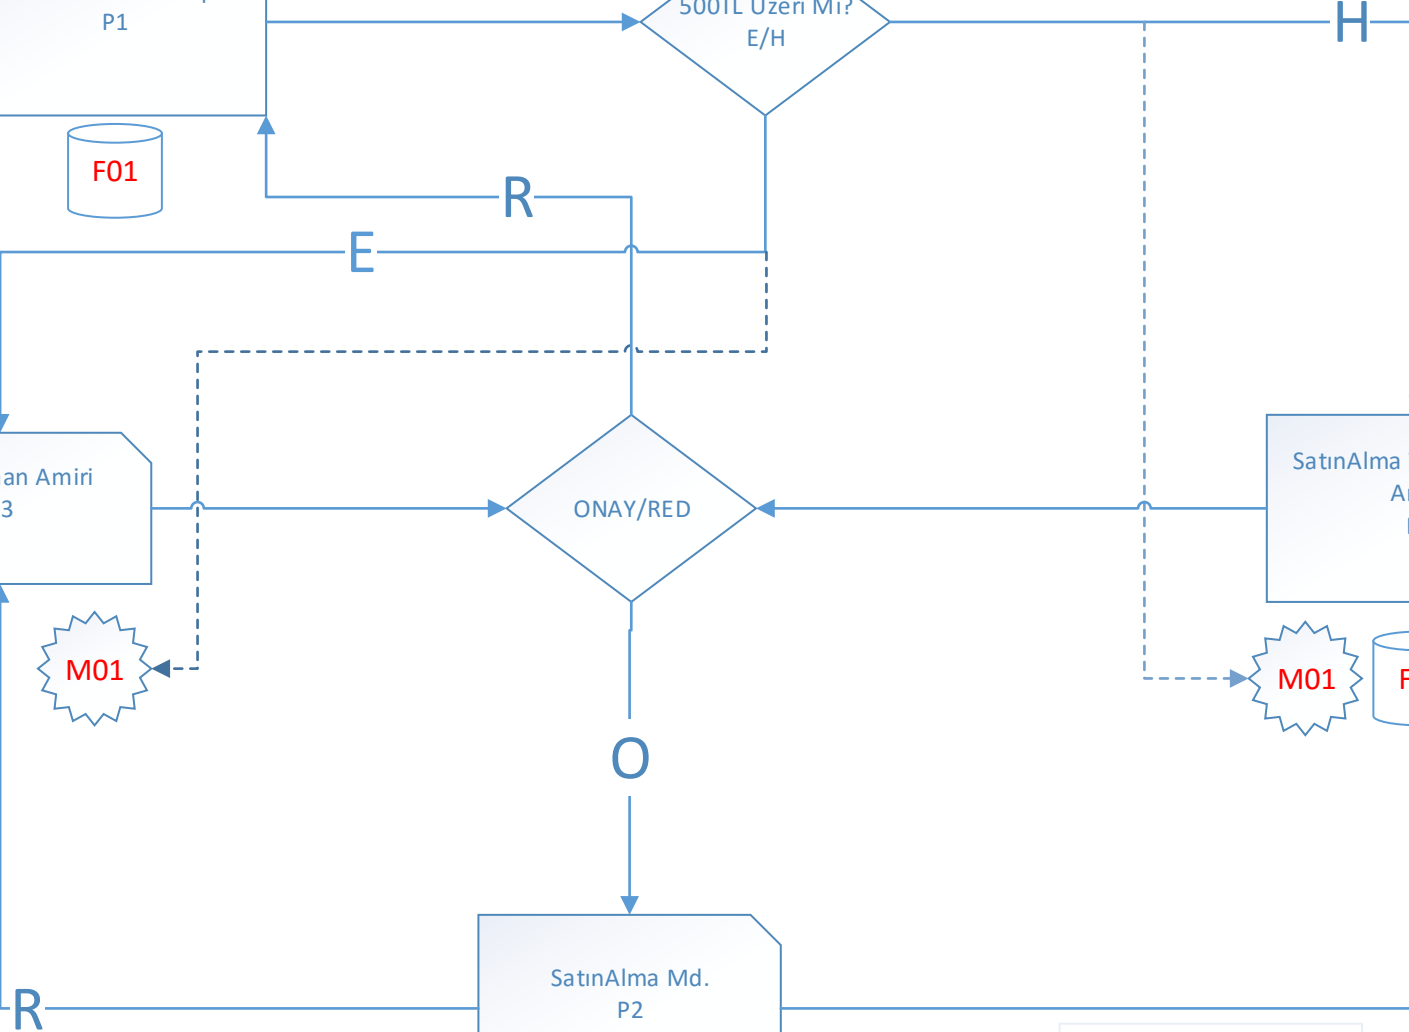 P1
500TL Üzeri Mi?
E/H
H
F01
R
E
an Amiri
3
ONAY/RED
SatınAlma
M01
M01
F
O
SatınAlma Md.
P2
R